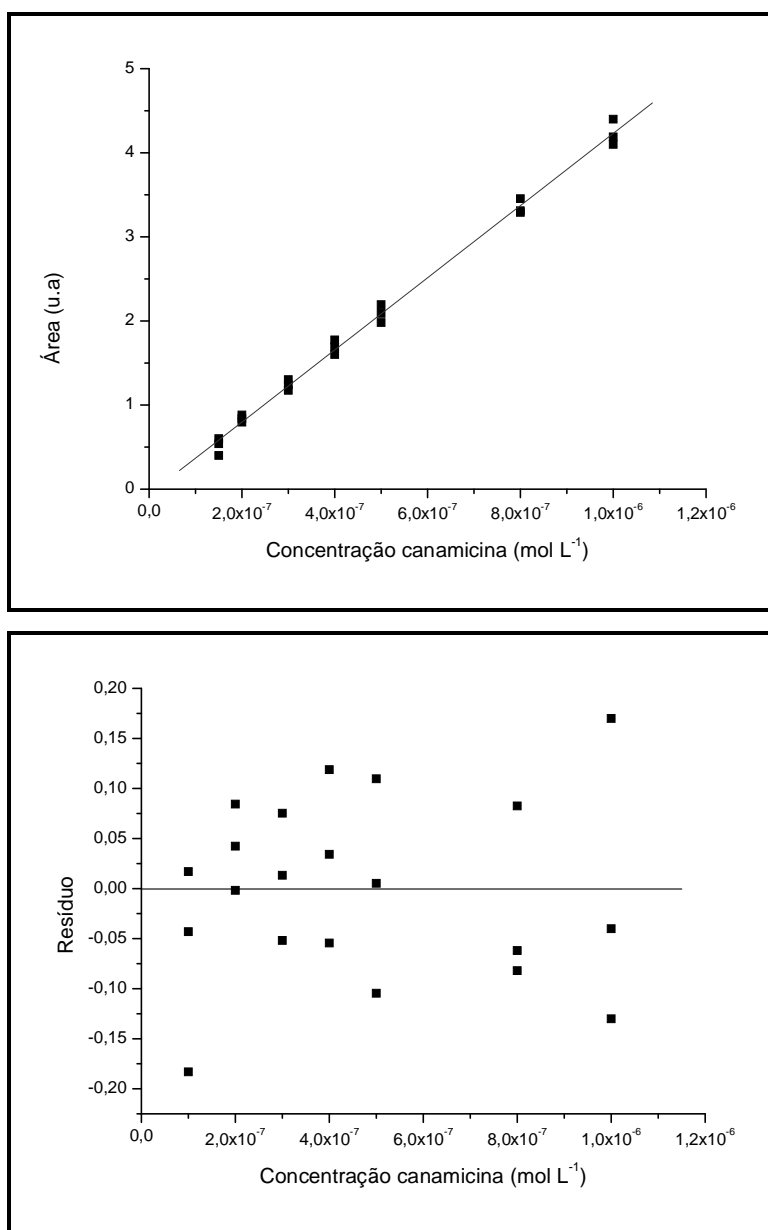 5
4
3
2
1
0
Área (u.a)
0,0
2,0x10⁻⁷
4,0x10⁻⁷
6,0x10⁻⁷
8,0x10⁻⁷
1,0x10⁻⁶
1,2x10⁻⁶
Concentração canamicina (mol L⁻¹)
0,20
0,15
0,10
0,05
0,00
-0,05
-0,10
-0,15
-0,20
Resíduo
0,0
2,0x10⁻⁷
4,0x10⁻⁷
6,0x10⁻⁷
8,0x10⁻⁷
1,0x10⁻⁶
1,2x10⁻⁶
Concentração canamicina (mol L⁻¹)